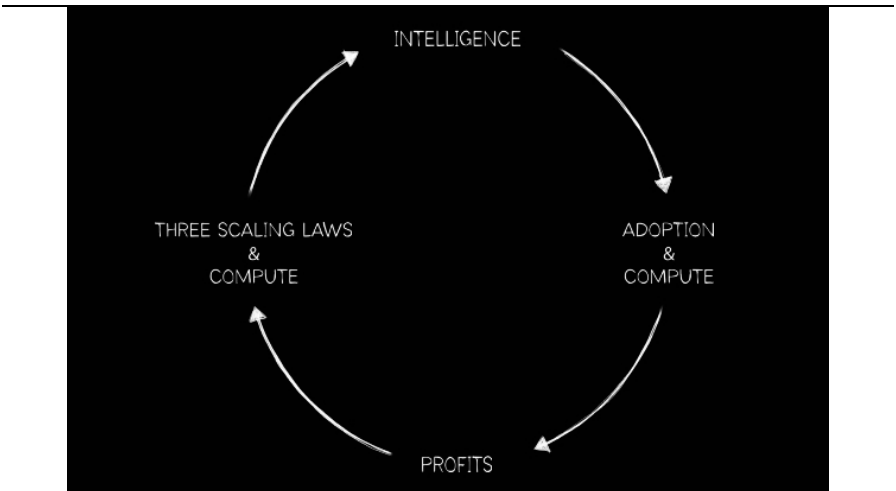 INTELLIGENCE
THREE SCALING LAWS
&
COMPUTE
ADOPTION
&
COMPUTE
PROFITS